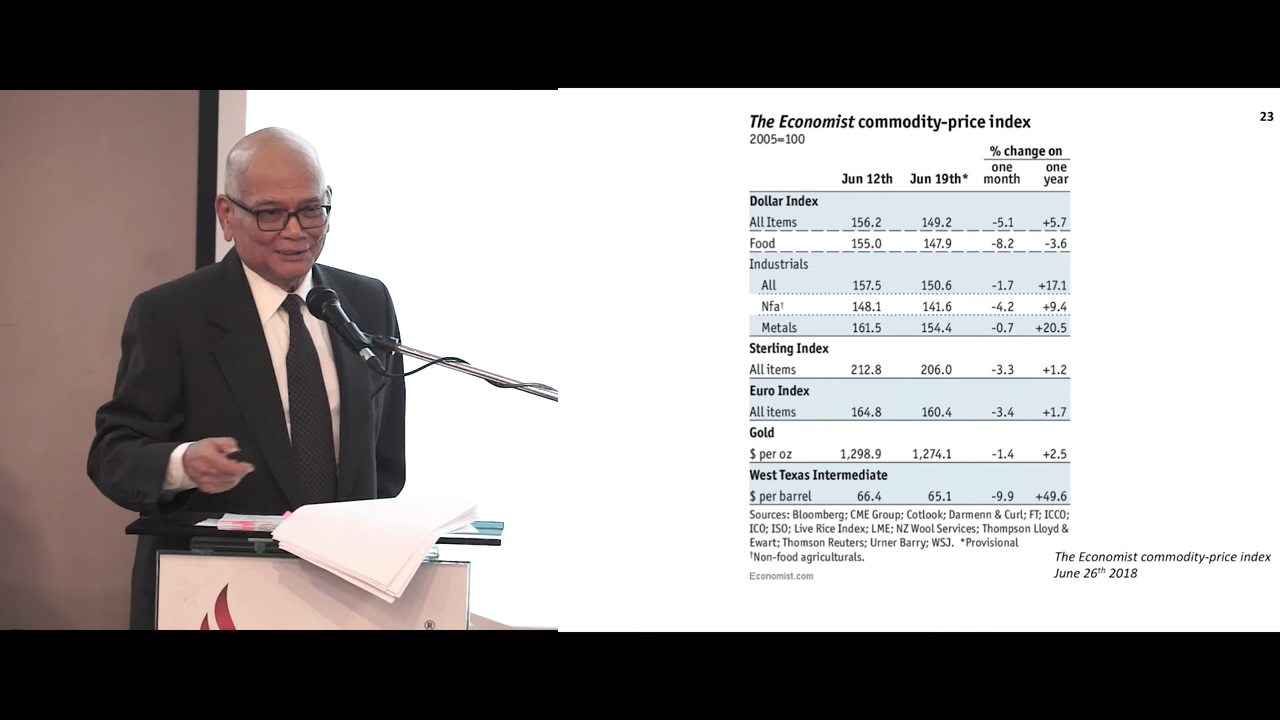 23
The Economist commodity-price index
2005=100
% change on
one one
Jun 12th Jun 19th* month year
Dollar Index
All Items 156.2 149.2 -5.1 +5.7
Food 155.0 147.9 -8.2 -3.6
Industrials
All 157.5 150.6 -1.7 +17.1
Nfa† 148.1 141.6 -4.2 +9.4
Metals 161.5 154.4 -0.7 +20.5
Sterling Index
All items 212.8 206.0 -3.3 +1.2
Euro Index
All items 164.8 160.4 -3.4 +1.7
Gold
$ per oz 1,298.9 1,274.1 -1.4 +2.5
West Texas Intermediate
$ per barrel 66.4 65.1 -9.9 +49.6
Sources: Bloomberg; CME Group; Cotlook; Darmenn & Curl; FT; ICCO;
ICO; ISO; Live Rice Index; LME; NZ Wool Services; Thompson Lloyd &
Ewart; Thomson Reuters; Urner Barry; WSJ. *Provisional
†Non-food agriculturals.
Economist.com
The Economist commodity-price index
June 26th 2018
®